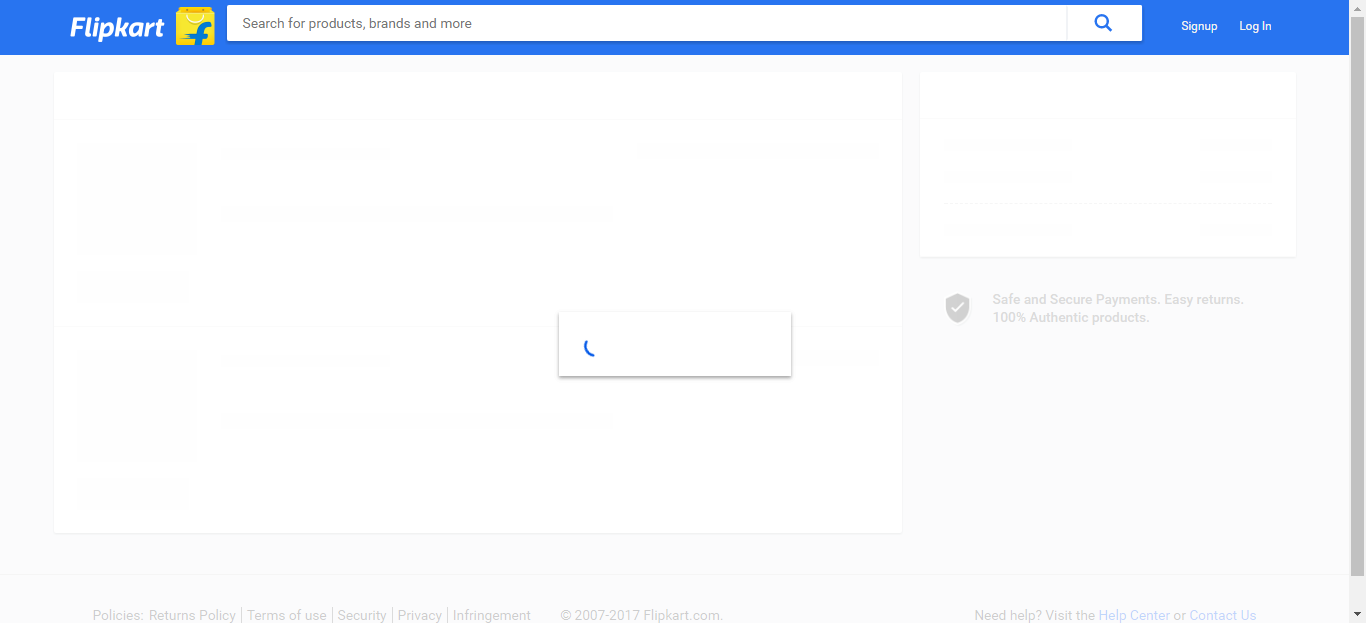 Flipkart
Search for products, brands and more
Signup Log In
Safe and Secure Payments. Easy returns.
100% Authentic products.
Policies: Returns Policy | Terms of use | Security | Privacy | Infringement © 2007-2017 Flipkart.com. Need help? Visit the Help Center or Contact Us